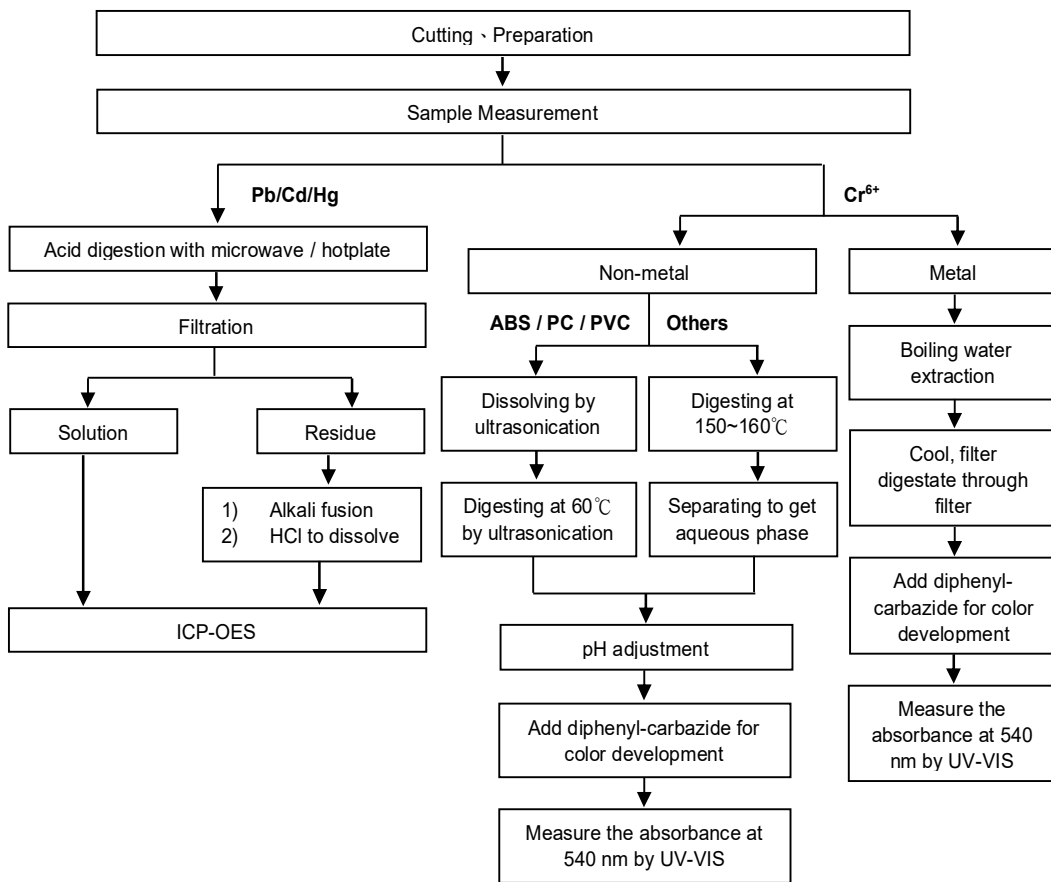 Cutting、Preparation
Sample Measurement
Pb/Cd/Hg
Cr⁶⁺
Acid digestion with microwave / hotplate
Filtration
Solution
Residue
1) Alkali fusion
2) HCl to dissolve
ICP-OES
Non-metal
ABS / PC / PVC
Others
Dissolving by
ultrasonication
Digesting at
150~160℃
Digesting at 60℃
by ultrasonication
Separating to get
aqueous phase
pH adjustment
Add diphenyl-carbazide for
color development
Measure the absorbance at
540 nm by UV-VIS
Metal
Boiling water
extraction
Cool, filter
digestate through
filter
Add diphenyl-
carbazide for color
development
Measure the
absorbance at 540
nm by UV-VIS